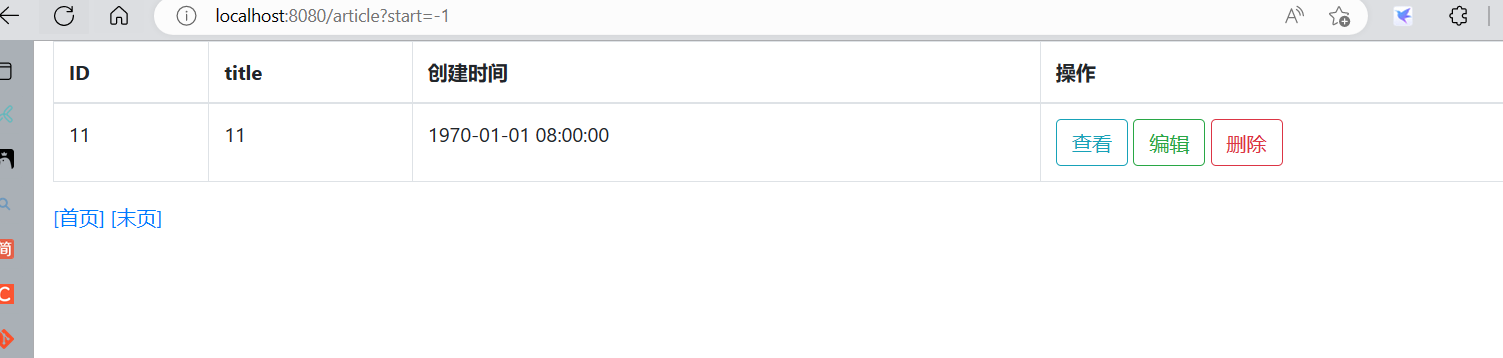 localhost:8080/article?start=-1
ID title 创建时间 操作
11 11 1970-01-01 08:00:00 查看 编辑 删除
[首页] [末页]
简
C